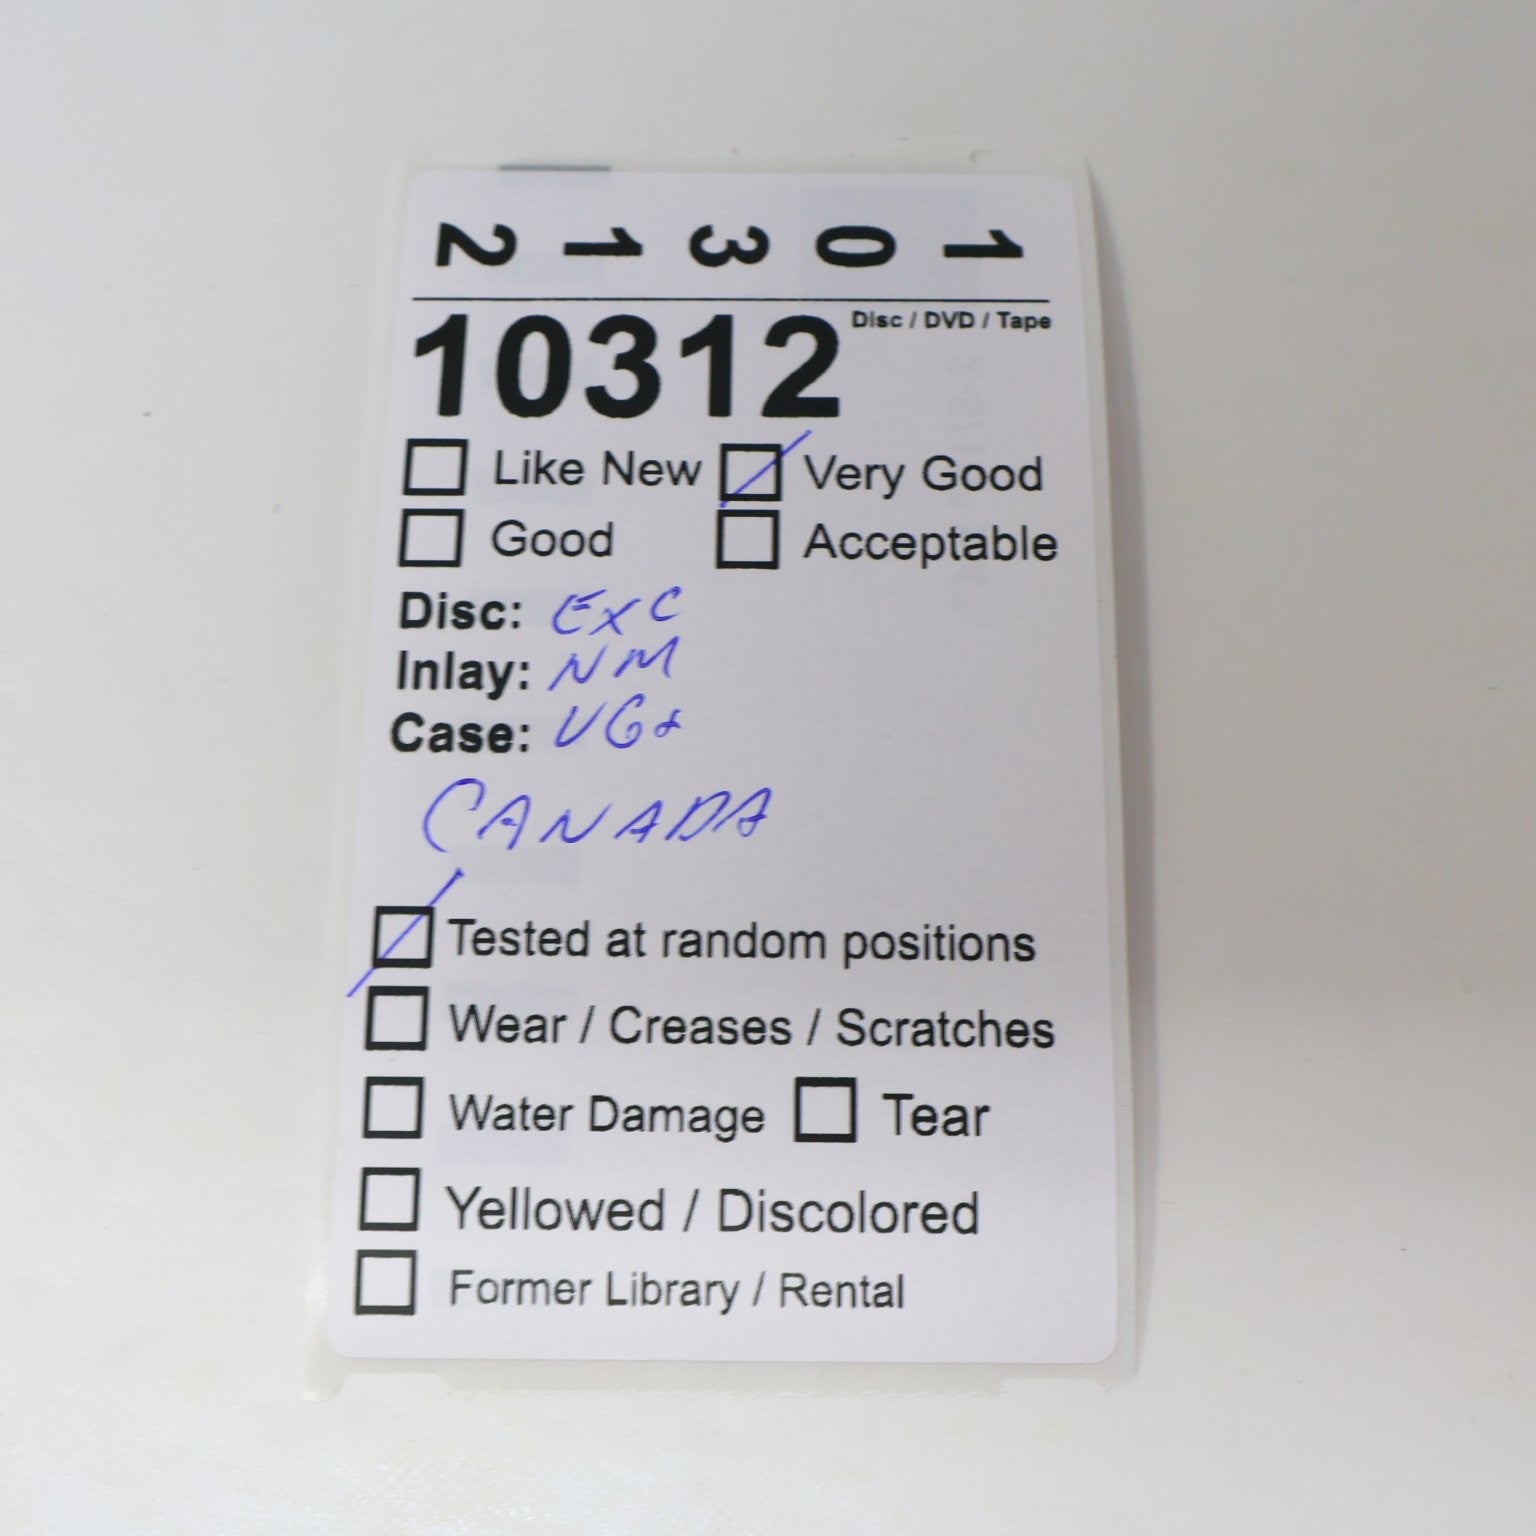 1 0 3 1 2
10312 Disc / DVD / Tape
Like New Very Good
Good Acceptable
Disc: EXC
Inlay: NM
Case: VG+
CANADA
Tested at random positions
Wear / Creases / Scratches
Water Damage Tear
Yellowed / Discolored
Former Library / Rental